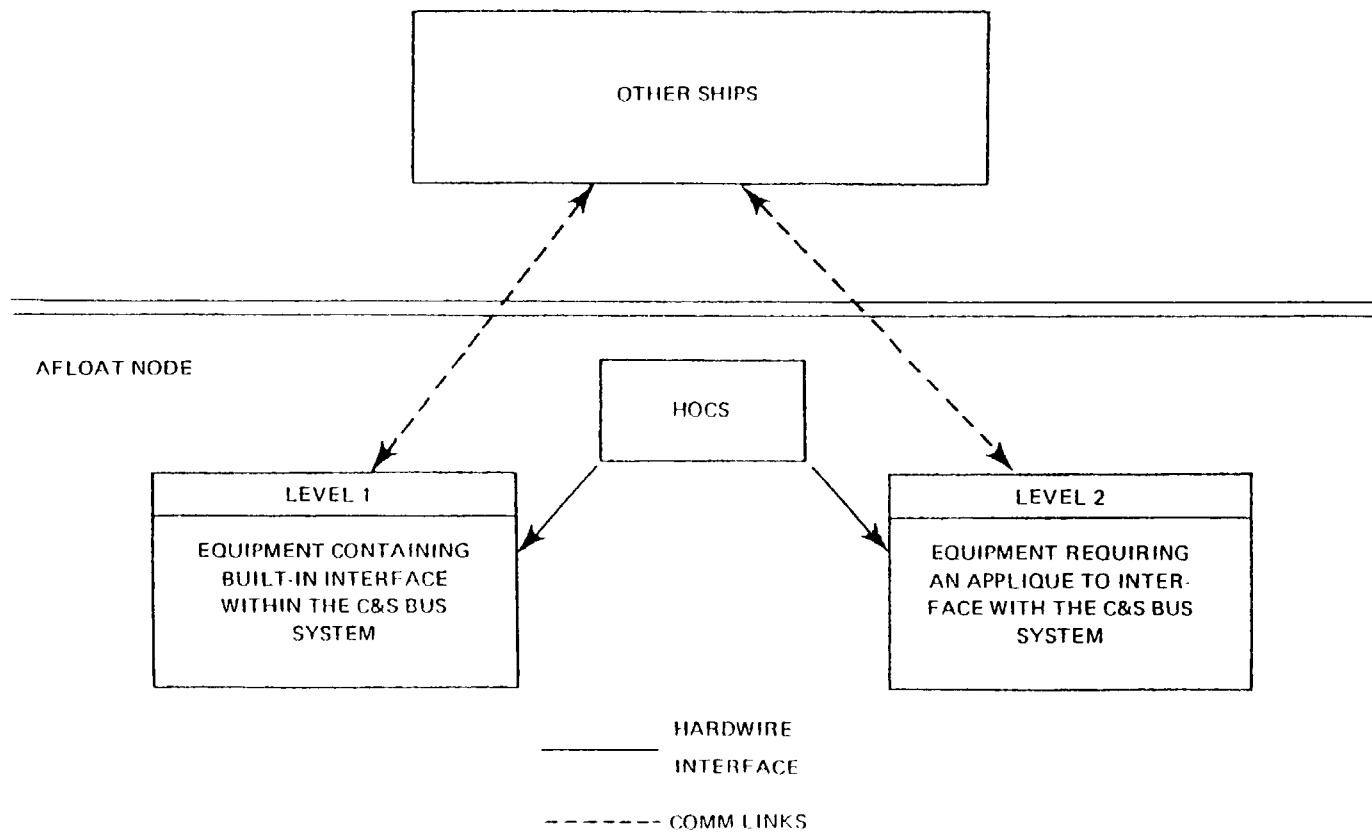 OTHER SHIPS
AFLOAT NODE
HOCS
LEVEL 1
EQUIPMENT CONTAINING
BUILT-IN INTERFACE
WITHIN THE C&S BUS
SYSTEM
LEVEL 2
EQUIPMENT REQUIRING
AN APPLIQUE TO INTER-
FACE WITH THE C&S BUS
SYSTEM
HARDWIRE
INTERFACE
COMM LINKS